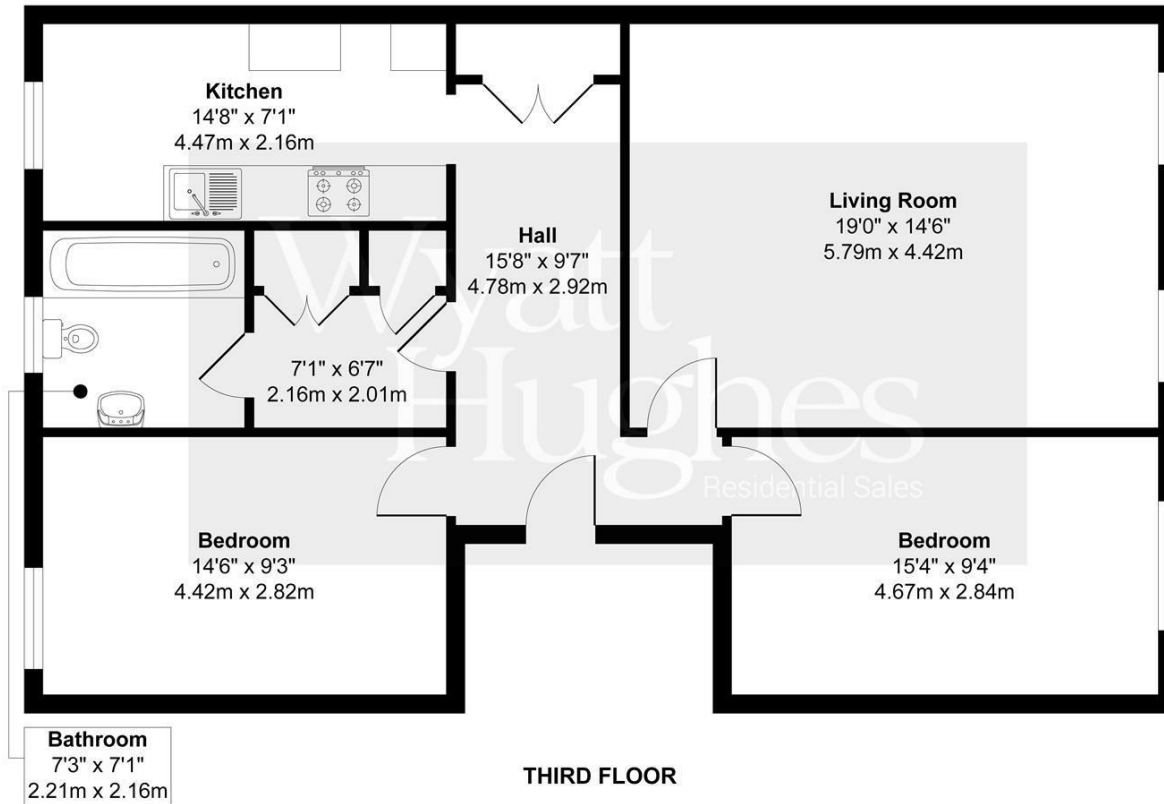 Kitchen
14'8" x 7'1"
4.47m x 2.16m
Living Room
19'0" x 14'6"
5.79m x 4.42m
Hall
15'8" x 9'7"
4.78m x 2.92m
7'1" x 6'7"
2.16m x 2.01m
Wyatt
Hughes
Residential Sales
Bedroom
14'6" x 9'3"
4.42m x 2.82m
Bedroom
15'4" x 9'4"
4.67m x 2.84m
Bathroom
7'3" x 7'1"
2.21m x 2.16m
THIRD FLOOR